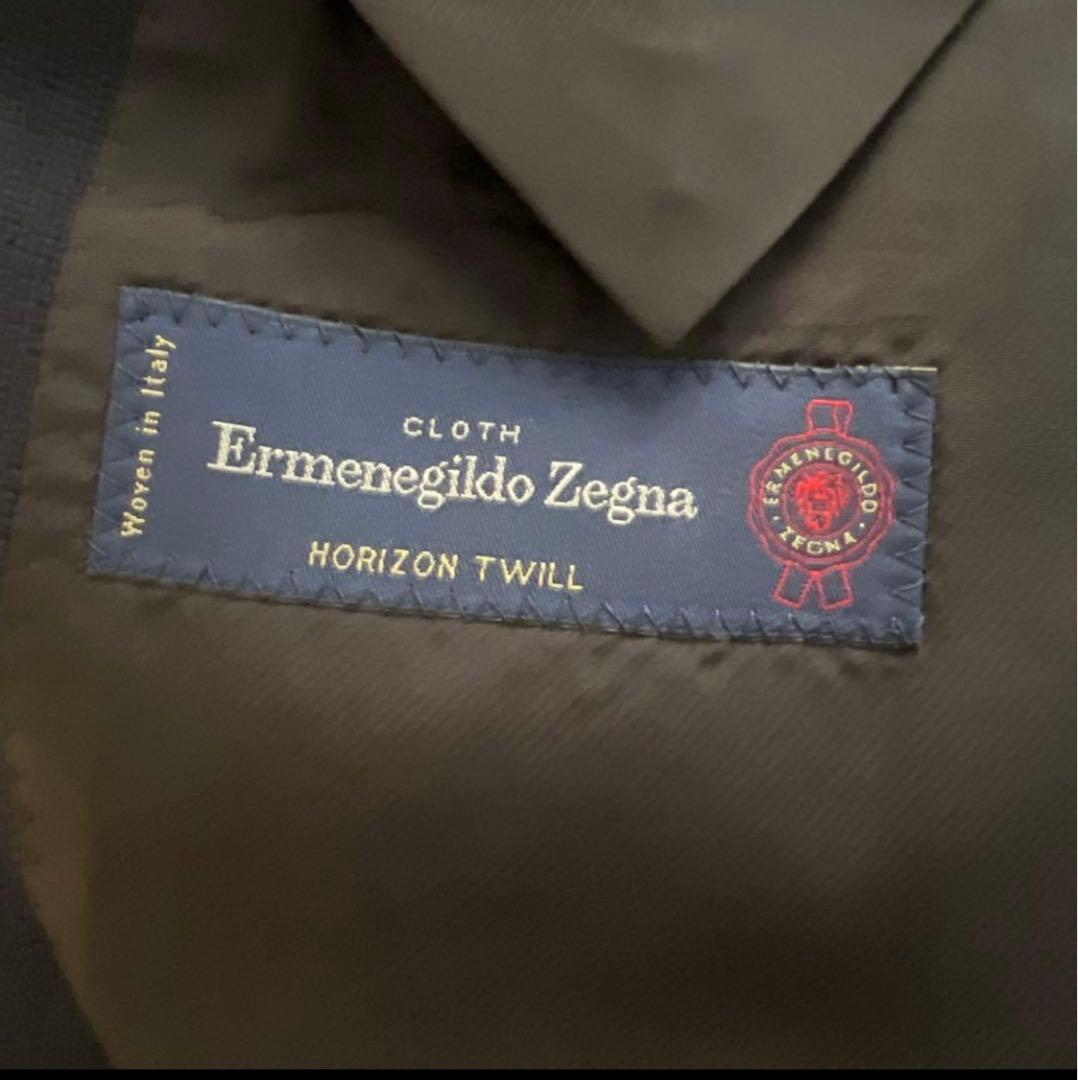 Woven in Italy
CLOTH
Ermenegildo Zegna
HORIZON TWILL
ERMENEGILDO
ZEGNA